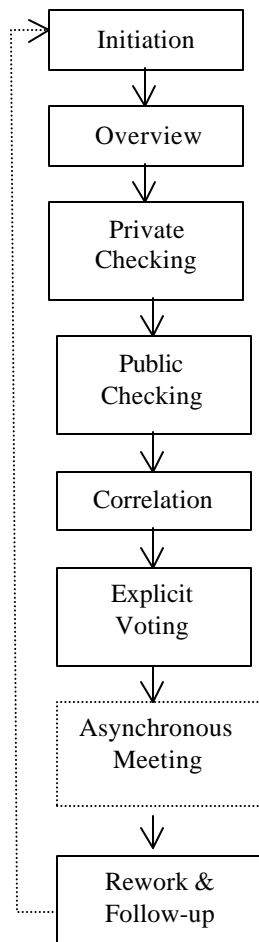 Initiation
Overview
Private
Checking
Public
Checking
Correlation
Explicit
Voting
Asynchronous
Meeting
Rework &
Follow-up